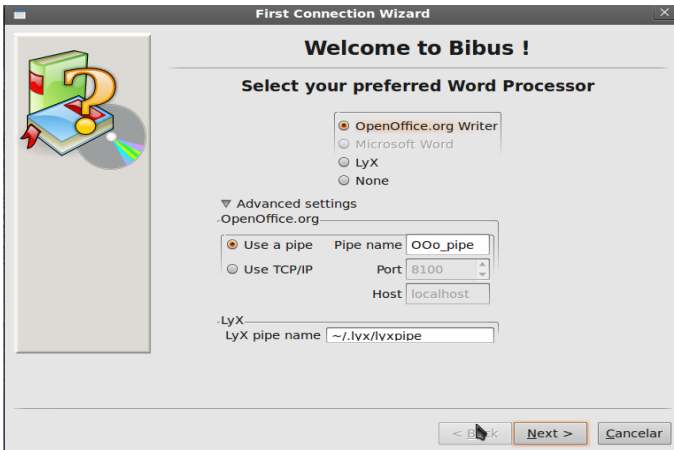 First Connection Wizard
Welcome to Bibus !
Select your preferred Word Processor
OpenOffice.org Writer
Microsoft Word
LyX
None
Advanced settings
OpenOffice.org
Use a pipe Pipe name OOo_pipe
Use TCP/IP Port 8100
Host localhost
LyX
LyX pipe name ~/.lyx/lyxpipe
< Back Next > Cancelar